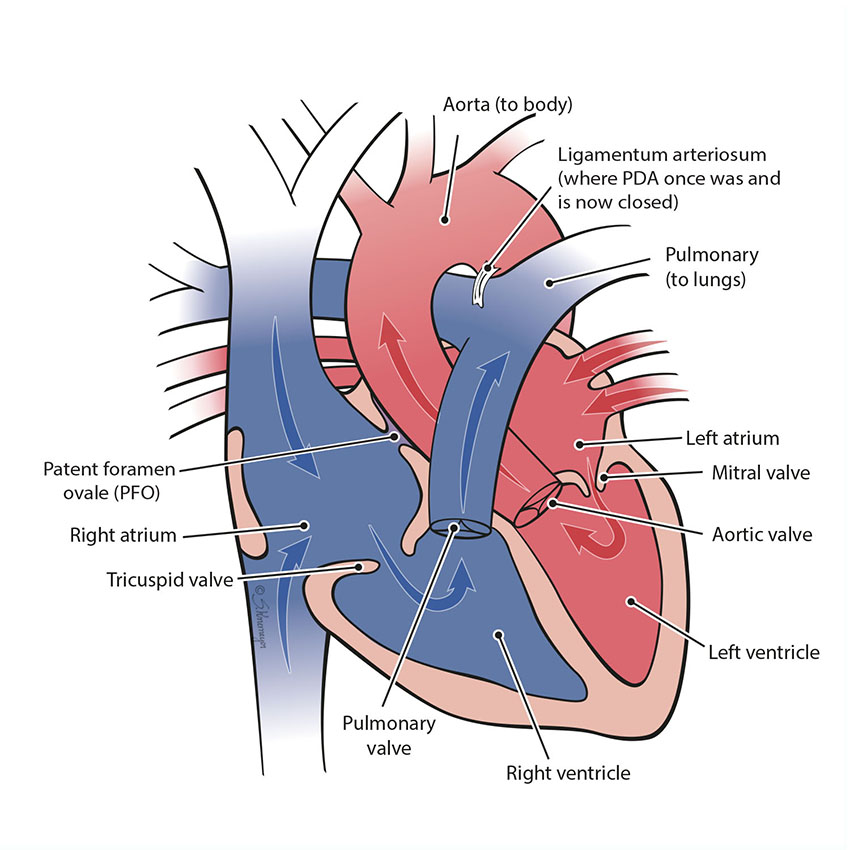 Aorta (to body)
Ligamentum arteriosum
(where PDA once was and
is now closed)
Pulmonary
(to lungs)
Left atrium
Mitral valve
Aortic valve
Left ventricle
Right ventricle
Pulmonary
valve
Patent foramen
ovale (PFO)
Right atrium
Tricuspid valve